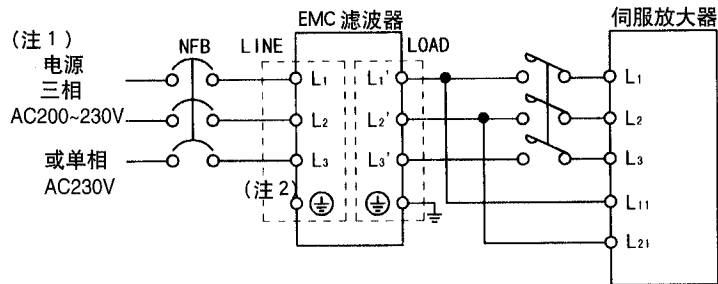 EMC 滤波器
伺服放大器
(注1)
电源
三相
AC200~230V
或单相
AC230V
NFB
LINE
LOAD
L1
L2
L3
(注2)
L1'
L2'
L3'
L1
L2
L3
L11
L21